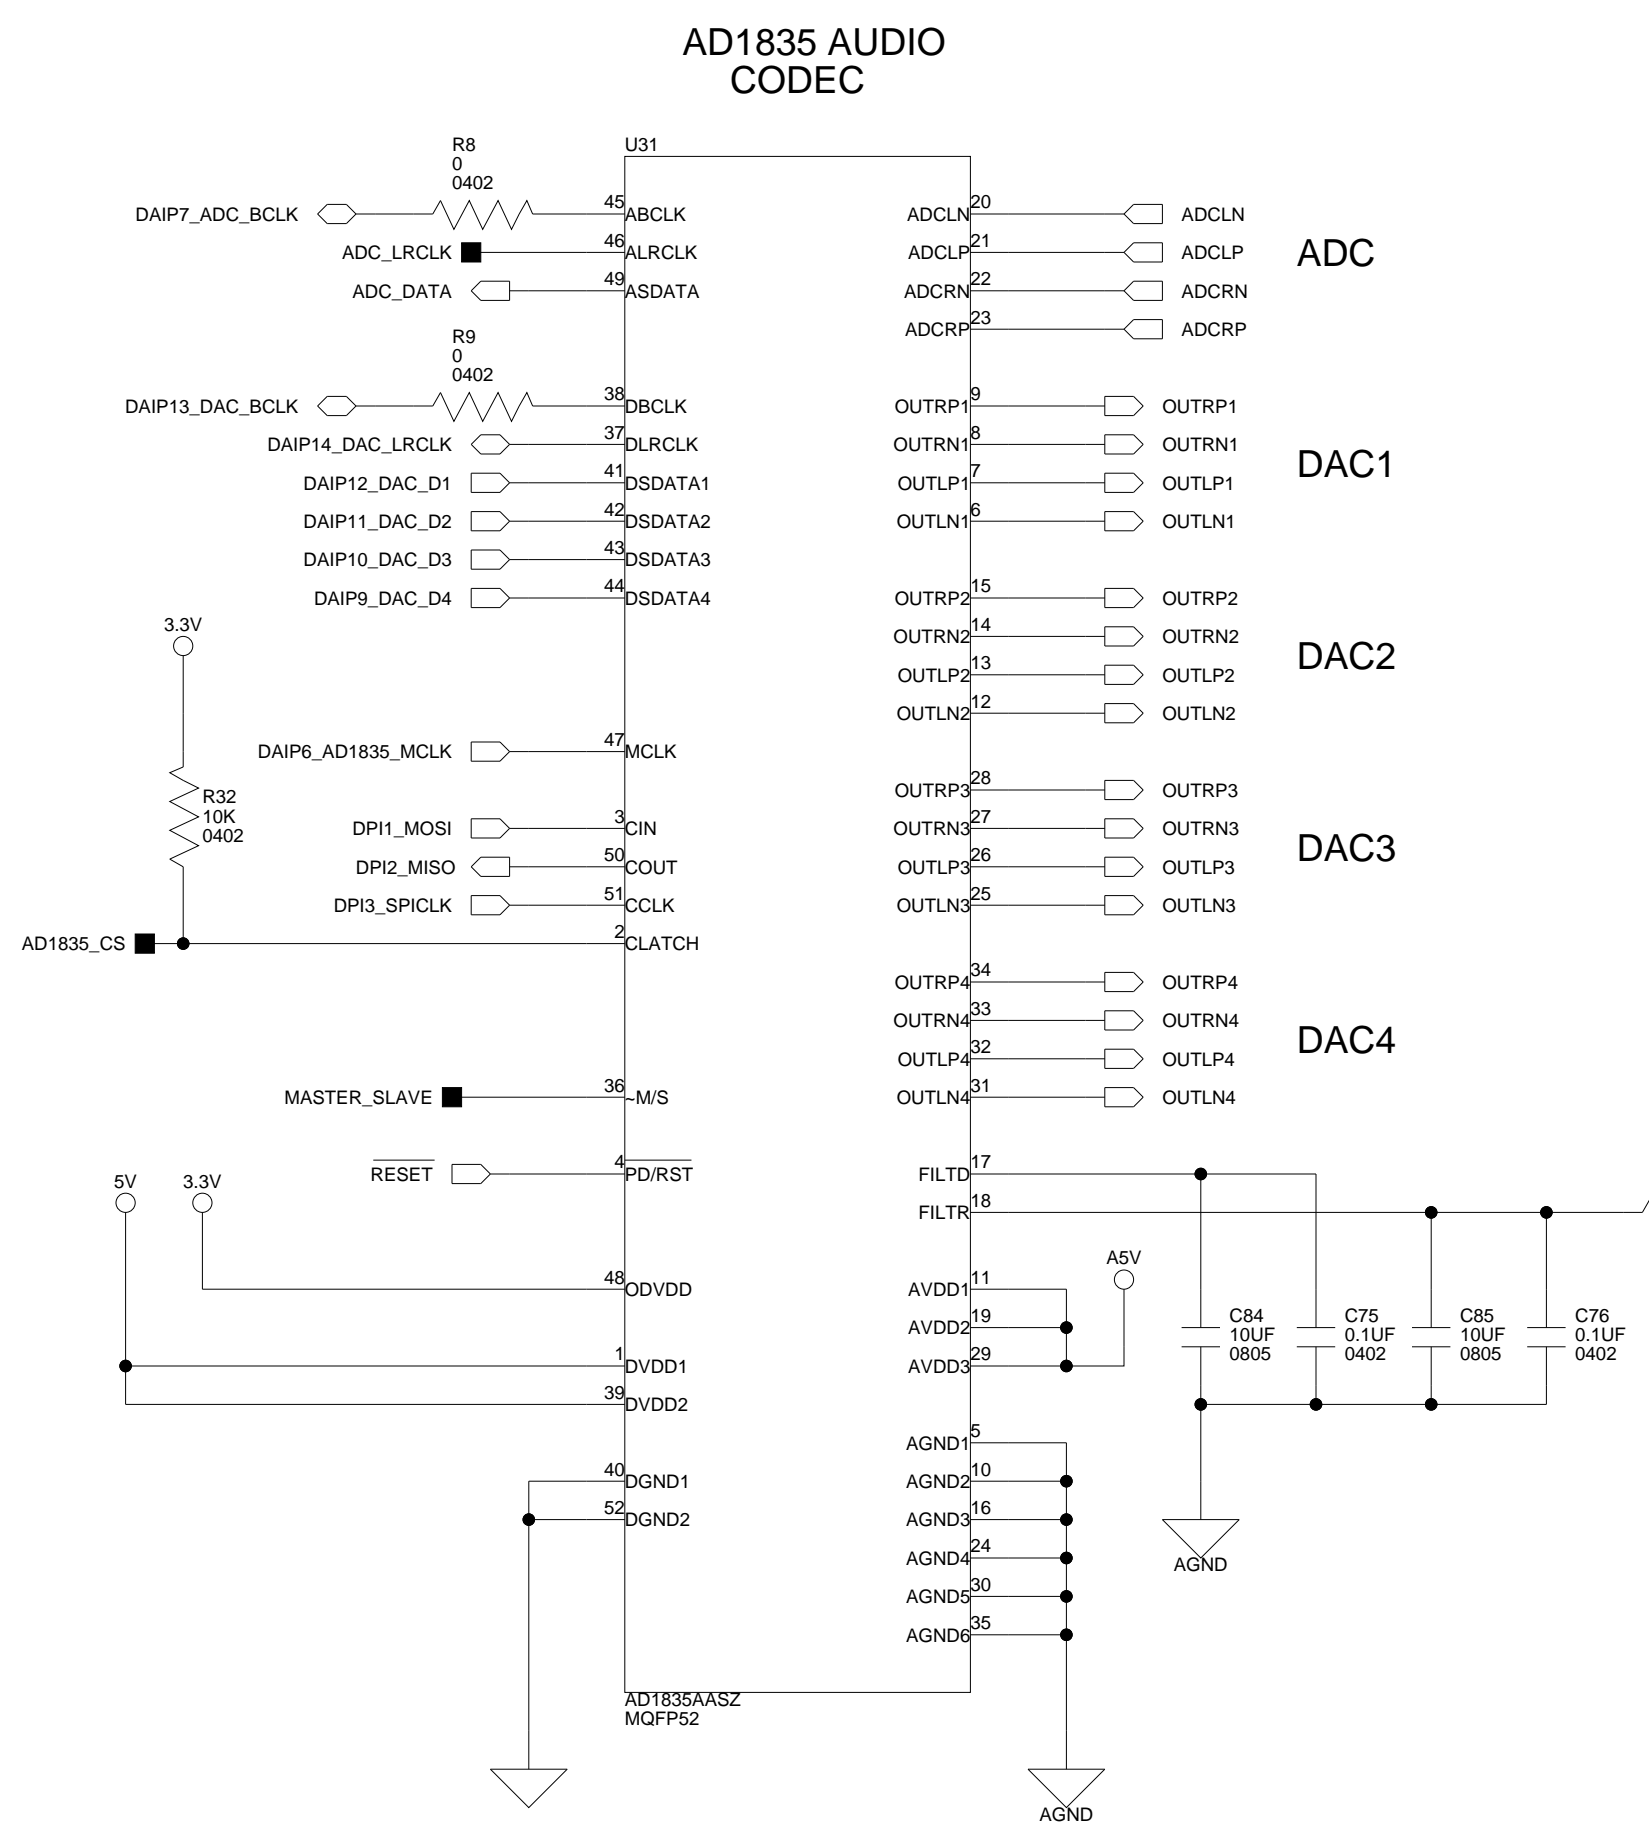 AD1835 AUDIO
CODEC
R8
0
0402
U31
DAIP7_ADC_BCLK 45 ABCLK
ADCLN 20 ADCLN
ADC_LRCLK 46 ALRCLK
ADCLP 21 ADCLP
ADC
ADC_DATA 49 ASDATA
ADCRN 22 ADCRN
ADCRP 23 ADCRP
R9
0
0402
DAIP13_DAC_BCLK 38 DBCLK
OUTRP1 9 OUTRP1
DAIP14_DAC_LRCLK 37 DLRCLK
OUTRN1 8 OUTRN1
DAC1
DAIP12_DAC_D1 41 DSDATA1
OUTLP1 7 OUTLP1
DAIP11_DAC_D2 42 DSDATA2
OUTLN1 6 OUTLN1
DAIP10_DAC_D3 43 DSDATA3
DAIP9_DAC_D4 44 DSDATA4
OUTRP2 15 OUTRP2
3.3V
OUTRN2 14 OUTRN2
DAC2
OUTLP2 13 OUTLP2
OUTLN2 12 OUTLN2
DAIP6_AD1835_MCLK 47 MCLK
R32
10K
0402
OUTRP3 28 OUTRP3
DPI1_MOSI 3 CIN
OUTRN3 27 OUTRN3
DAC3
DPI2_MISO 50 COUT
OUTLP3 26 OUTLP3
DPI3_SPICLK 51 CCLK
OUTLN3 25 OUTLN3
AD1835_CS 2 CLATCH
OUTRP4 34 OUTRP4
OUTRN4 33 OUTRN4
DAC4
OUTLP4 32 OUTLP4
MASTER_SLAVE 36 ~M/S
OUTLN4 31 OUTLN4
RESET 4 PD/RST
FILTD 17
5V 3.3V
FILTR 18
A5V
48 ODVDD
AVDD1 11
AVDD2 19
C84
10UF
0805
C75
0.1UF
0402
C85
10UF
0805
C76
0.1UF
0402
1 DVDD1
AVDD3 29
39 DVDD2
AGND1 5
40 DGND1
AGND2 10
52 DGND2
AGND3 16
AGND4 24
AGND
AGND5 30
AGND6 35
AD1835AASZ
MQFP52
AGND